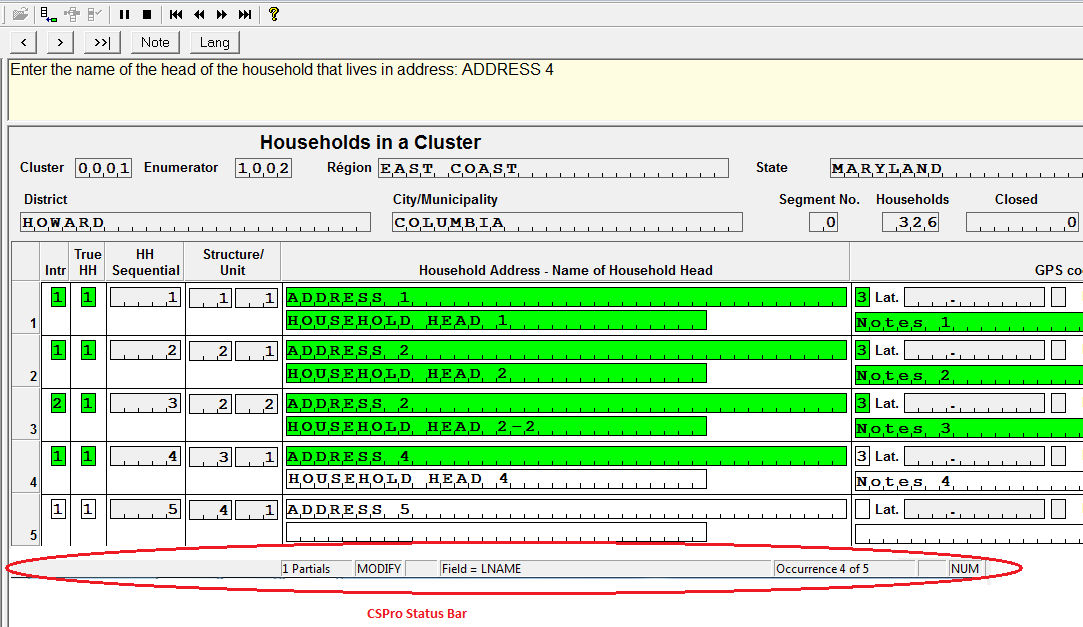 < > >>| Note Lang
Enter the name of the head of the household that lives in address: ADDRESS 4
Households in a Cluster
Cluster 0001 Enumerator 1002 Région EAST COAST State MARYLAND
District City/Municipality Segment No. Households Closed
HOWARD COLUMBIA 0 326 0
True HH Structure/
Intr HH Sequential Unit Household Address - Name of Household Head GPS co
1 1 1 1 1 ADDRESS 1 3 Lat. .
1 HOUSEHOLD HEAD 1 Notes 1
1 1 2 2 1 ADDRESS 2 3 Lat. .
2 HOUSEHOLD HEAD 2 Notes 2
2 1 3 2 2 ADDRESS 2 3 Lat. .
3 HOUSEHOLD HEAD 2-2 Notes 3
1 1 4 3 1 ADDRESS 4 3 Lat. .
4 HOUSEHOLD HEAD 4 Notes 4
1 1 5 4 1 ADDRESS 5 Lat. .
5
1 Partials MODIFY Field = LNAME Occurrence 4 of 5 NUM
CSPro Status Bar